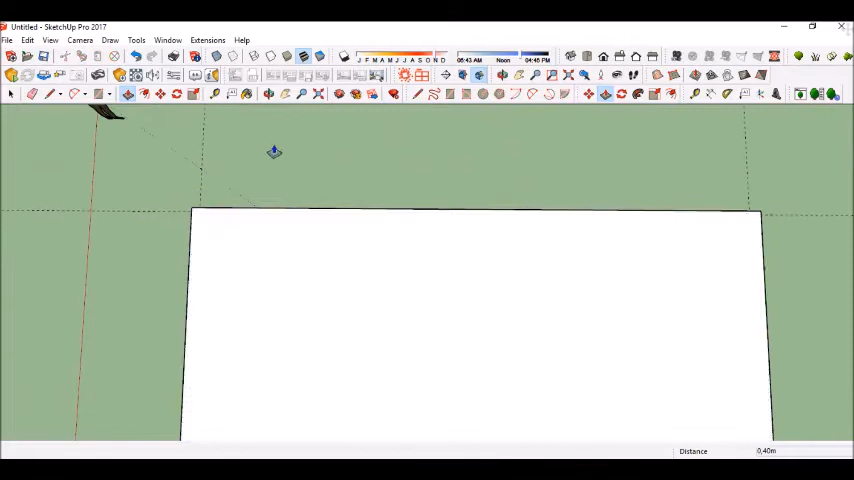 Untitled - SketchUp Pro 2017
File Edit View Camera Draw Tools Window Extensions Help
J F M A M J J A S O N D 06:43 AM Noon 04:45 PM
Distance 0,40m